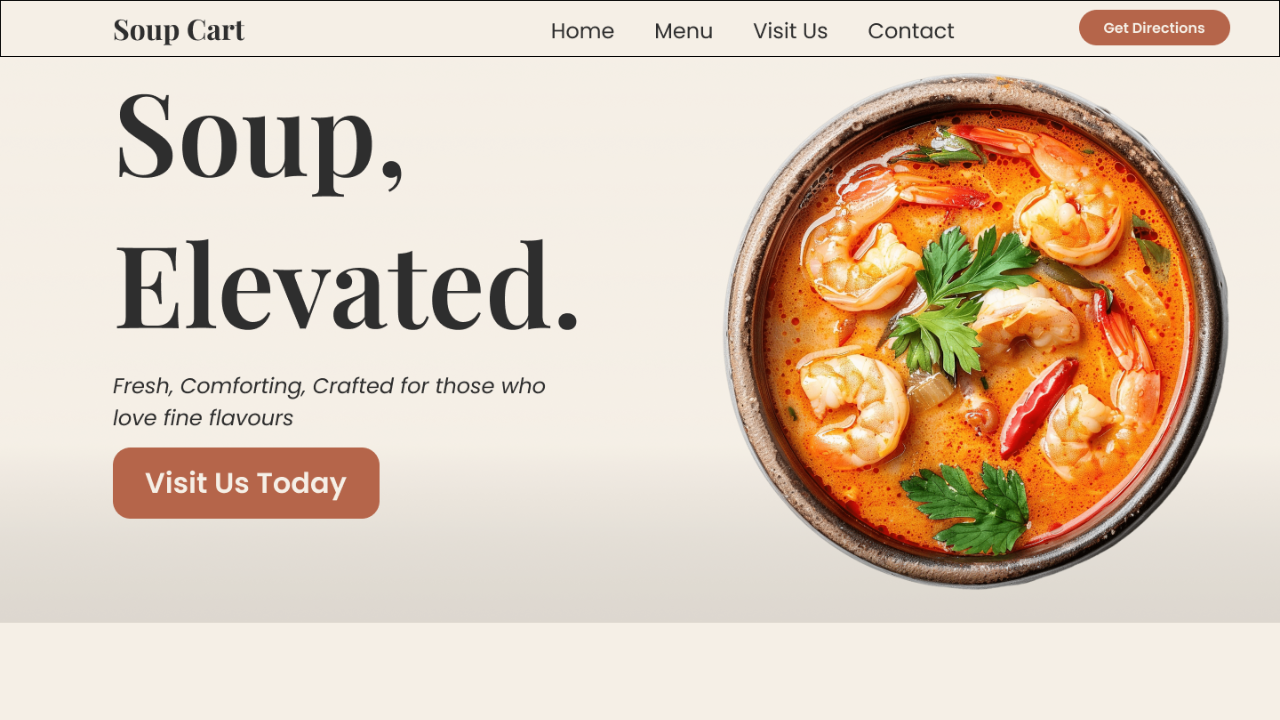 Soup Cart
Home Menu Visit Us Contact
Get Directions
Soup,
Elevated.
Fresh, Comforting, Crafted for those who
love fine flavours
Visit Us Today